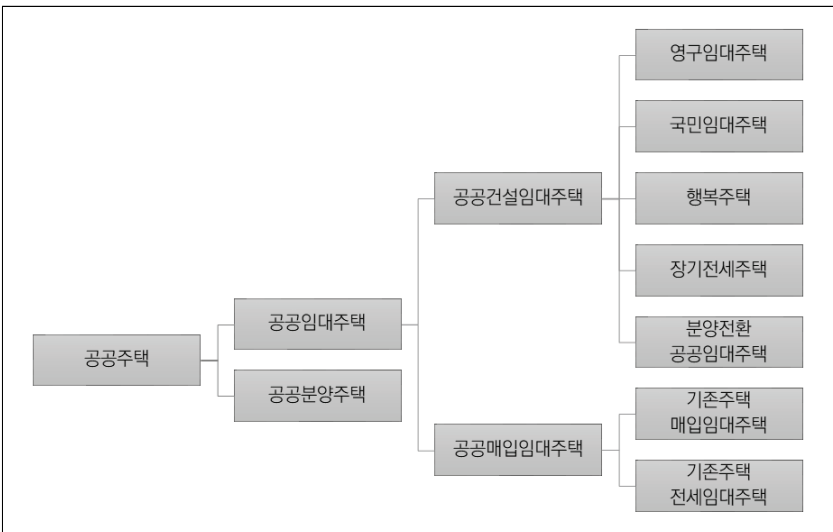 공공주택
공공임대주택
공공분양주택
공공건설임대주택
공공매입임대주택
영구임대주택
국민임대주택
행복주택
장기전세주택
분양전환
공공임대주택
기존주택
매입임대주택
기존주택
전세임대주택